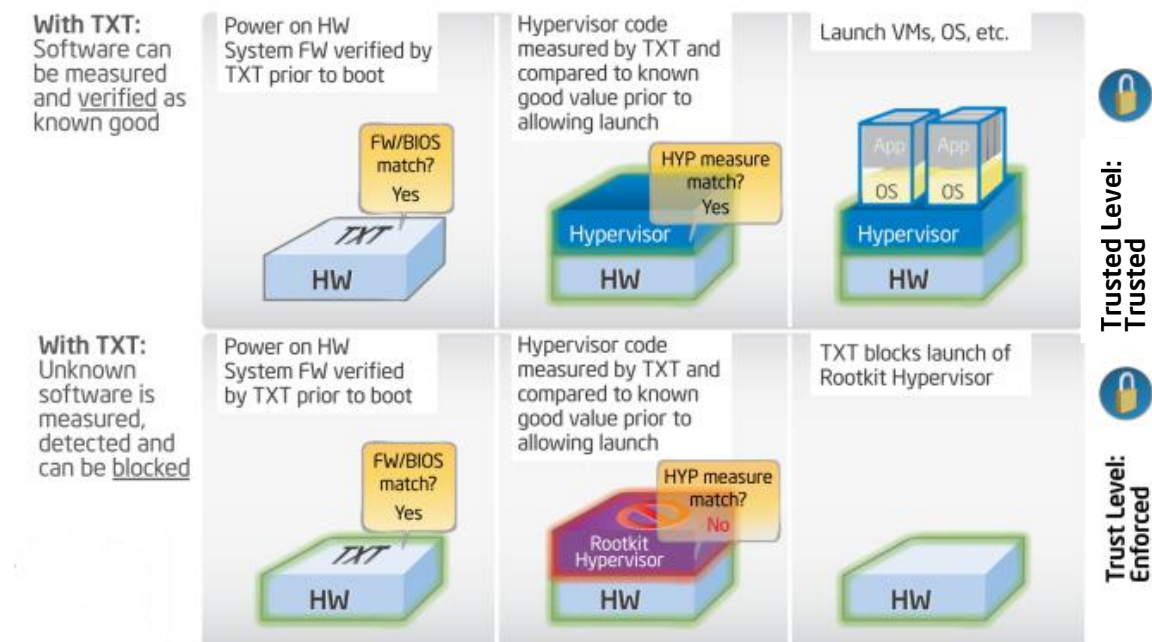 With TXT:
Software can
be measured
and verified as
known good
Power on HW
System FW verified by
TXT prior to boot
FW/BIOS
match?
Yes
TXT
HW
Hypervisor code
measured by TXT and
compared to known
good value prior to
allowing launch
HYP measure
match?
Yes
Hypervisor
HW
Launch VMs, OS, etc.
App
App
OS
OS
Hypervisor
HW
Trusted Level:
Trusted
With TXT:
Unknown
software is
measured,
detected and
can be blocked
Power on HW
System FW verified
by TXT prior to boot
FW/BIOS
match?
Yes
TXT
HW
Hypervisor code
measured by TXT and
compared to known
good value prior to
allowing launch
HYP measure
match?
No
Rootkit
Hypervisor
HW
TXT blocks launch of
Rootkit Hypervisor
HW
Trust Level:
Enforced